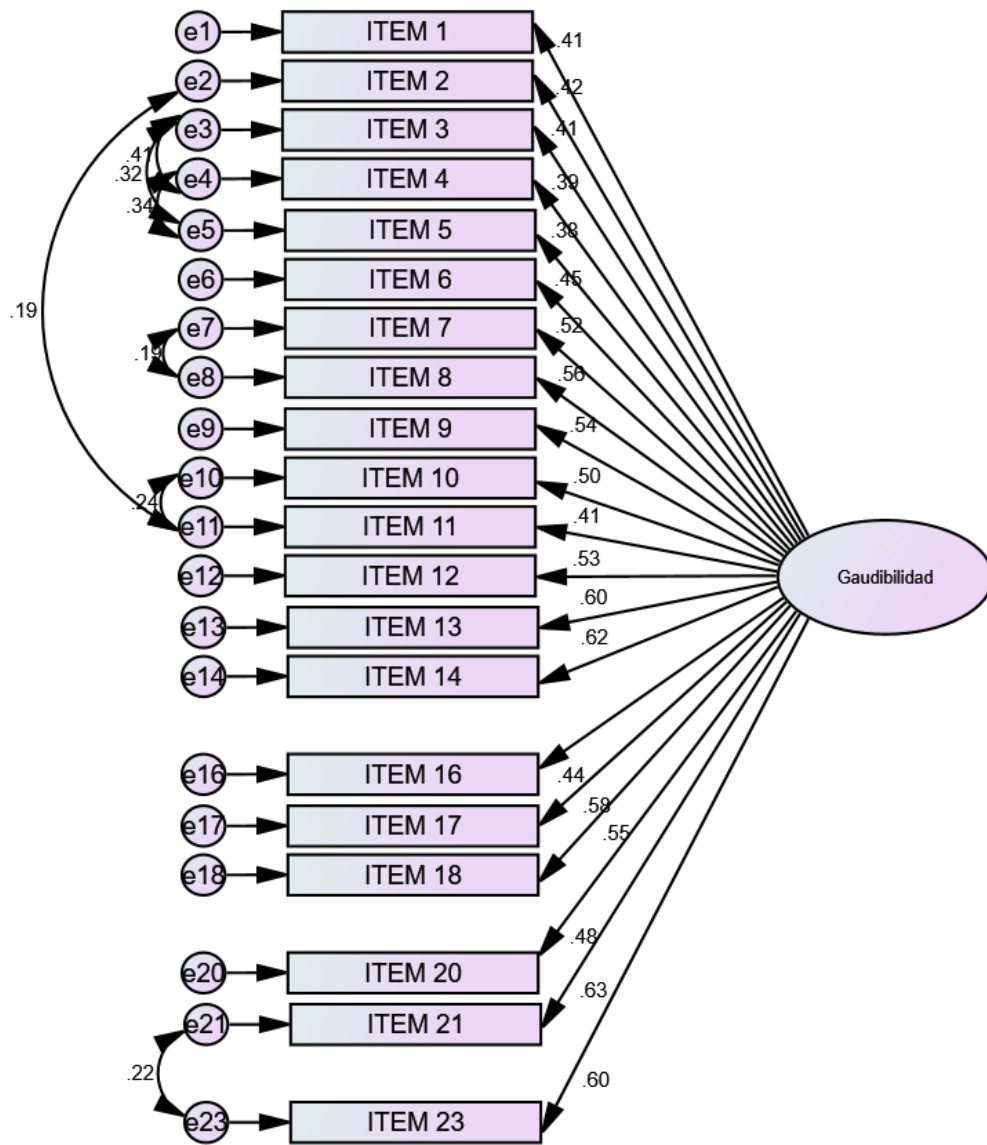 e1 ITEM 1 .41
e2 ITEM 2 .42
e3 ITEM 3 .41
.41
.32
e4 ITEM 4 .39
.34
e5 ITEM 5 .38
e6 ITEM 6 .45
.19
e7 ITEM 7 .52
.19
e8 ITEM 8 .56
e9 ITEM 9 .54
e10 ITEM 10 .50
.24
e11 ITEM 11 .41
e12 ITEM 12 .53
Gaudibilidad
e13 ITEM 13 .60
e14 ITEM 14 .62
e16 ITEM 16 .44
e17 ITEM 17 .58
e18 ITEM 18 .55
e20 ITEM 20 .48
e21 ITEM 21 .63
.22
e23 ITEM 23 .60